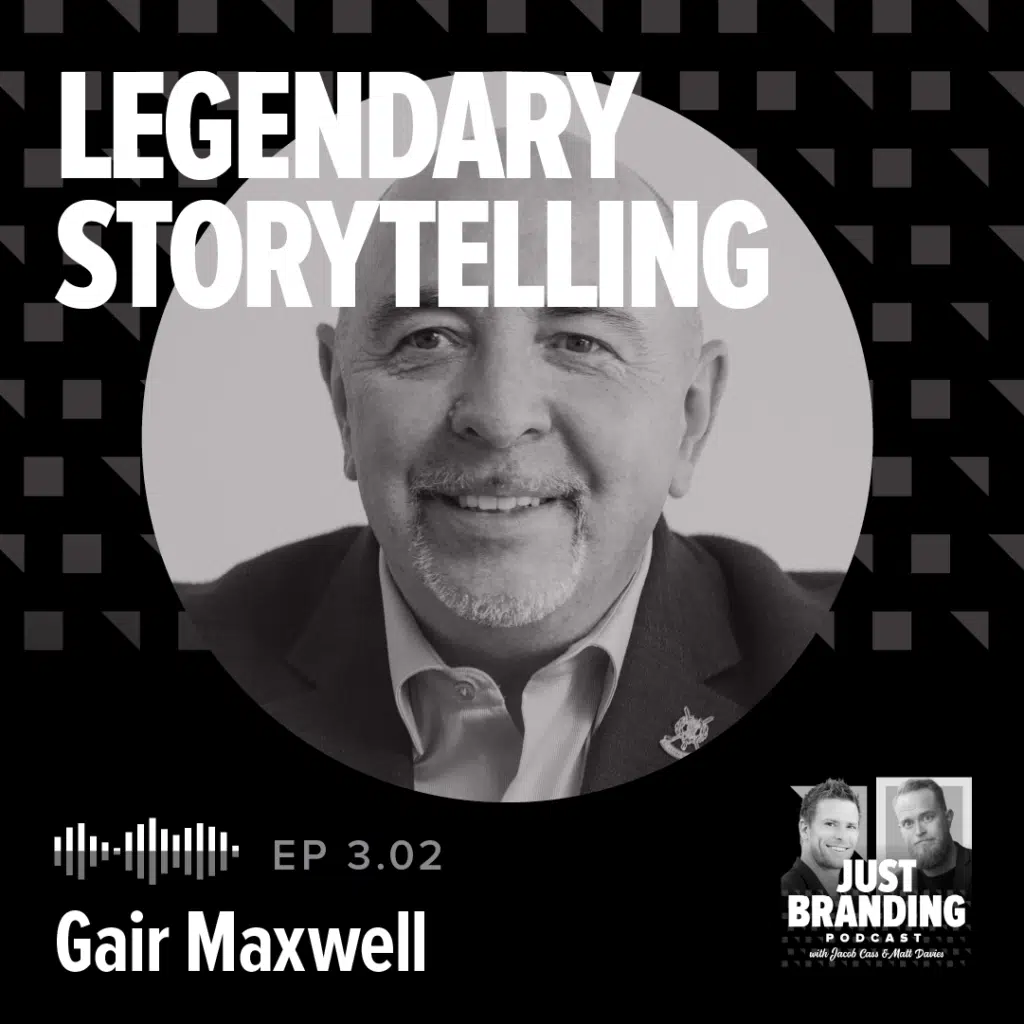 LEGENDARY
STORYTELLING
EP 3.02
Gair Maxwell
JUST
BRANDING
PODCAST
with Jacob Cass & Matt Davies